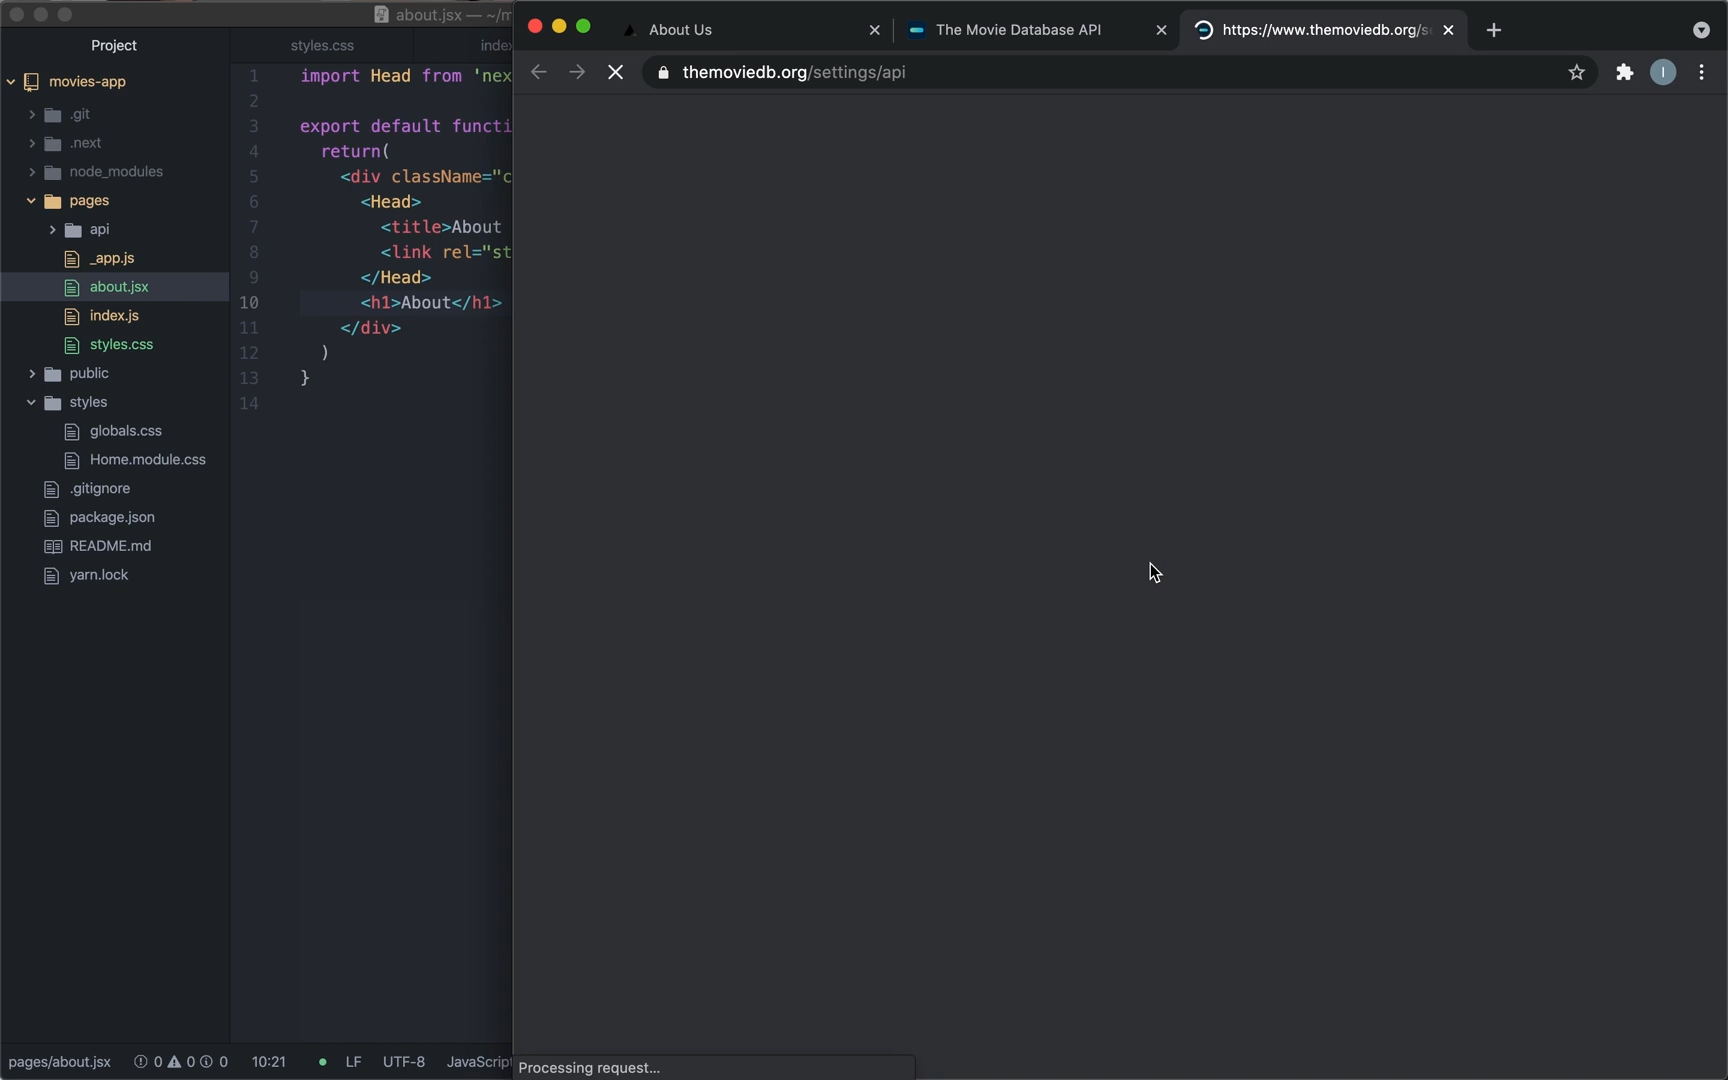 about.jsx — ~/m
Project
styles.css
index
movies-app
.git
.next
node_modules
pages
api
_app.js
about.jsx
index.js
styles.css
public
styles
globals.css
Home.module.css
.gitignore
package.json
README.md
yarn.lock
1 import Head from 'nex
2
3 export default functi
4 return(
5 <div className="c
6 <Head>
7 <title>About
8 <link rel="st
9 </Head>
10 <h1>About</h1>
11 </div>
12 )
13 }
14
pages/about.jsx 0 0 0 10:21 LF UTF-8 JavaScript
About Us
The Movie Database API
https://www.themoviedb.org/se
themoviedb.org/settings/api
I
Processing request...